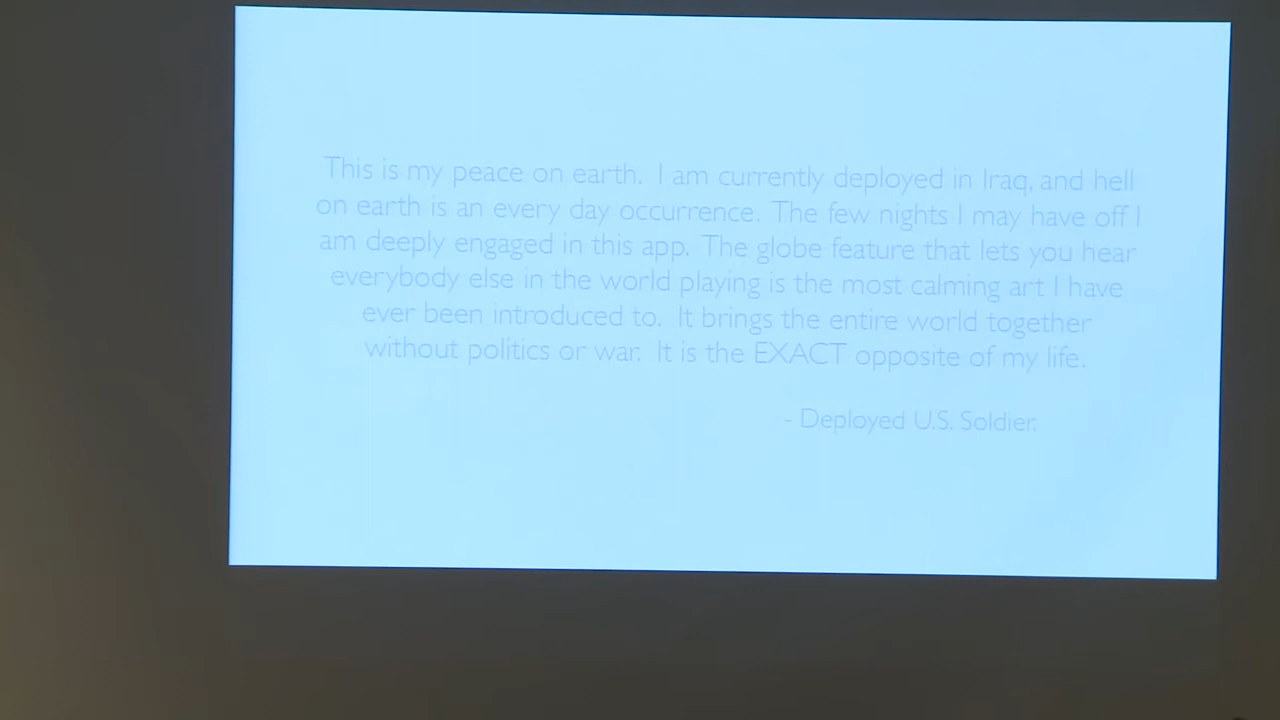 This is my peace on earth. I am currently deployed in Iraq, and hell
on earth is an every day occurrence. The few nights I may have off I
am deeply engaged in this app. The globe feature that lets you hear
everybody else in the world playing is the most calming art I have
ever been introduced to. It brings the entire world together
without politics or war. It is the EXACT opposite of my life.
- Deployed U.S. Soldier.